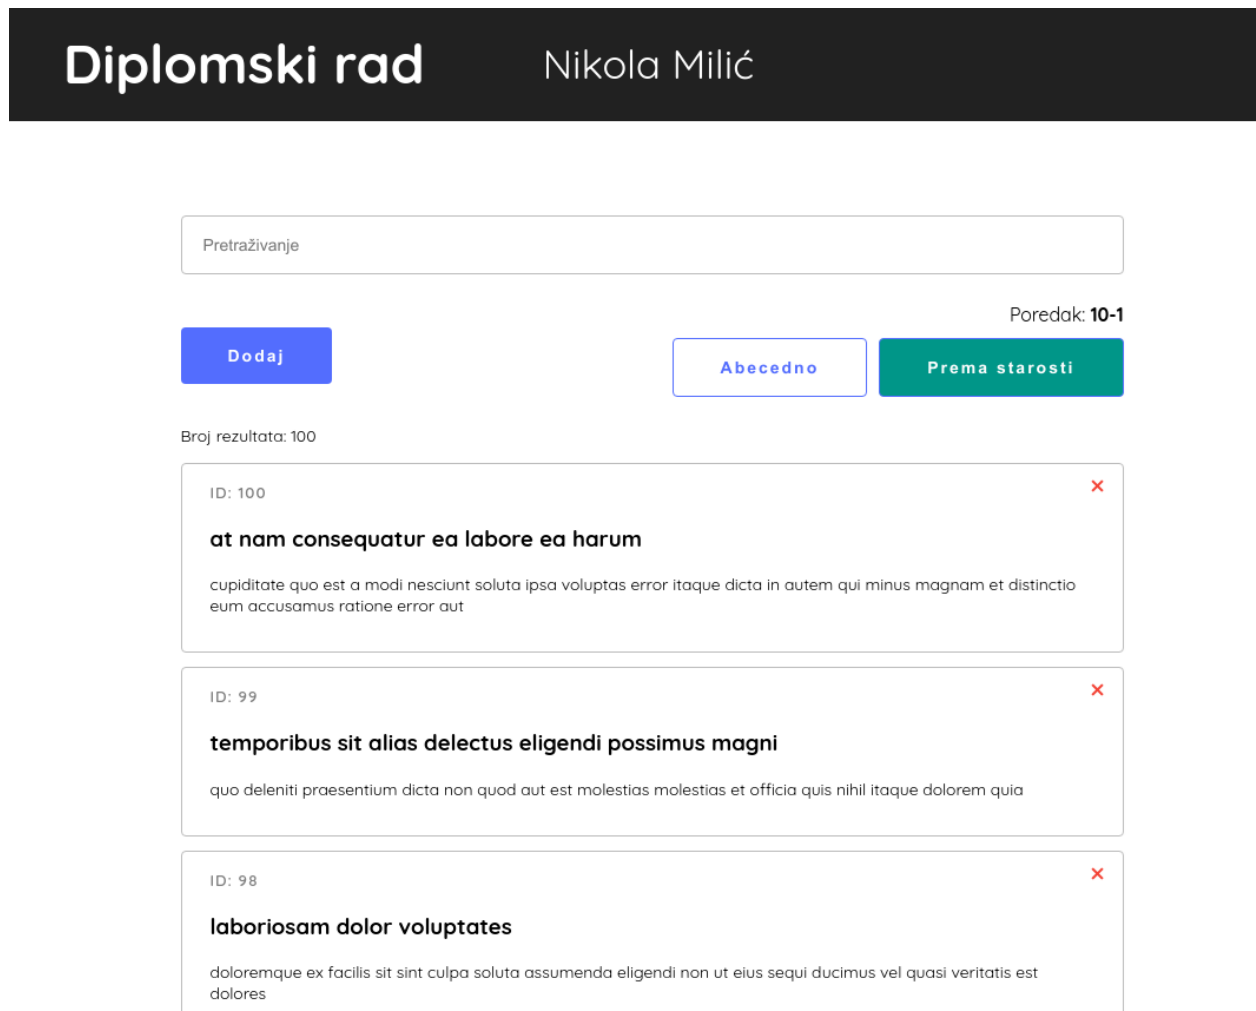 Diplomski rad
Nikola Milić
Pretraživanje
Poredak: 10-1
Dodaj
Abecedno
Prema starosti
Broj rezultata: 100
ID: 100
at nam consequatur ea labore ea harum
cupiditate quo est a modi nesciunt soluta ipsa voluptas error itaque dicta in autem qui minus magnam et distinctio
eum accusamus ratione error aut
ID: 99
temporibus sit alias delectus eligendi possimus magni
quo deleniti praesentium dicta non quod aut est molestias molestias et officia quis nihil itaque dolorem quia
ID: 98
laboriosam dolor voluptates
doloremque ex facilis sit sint culpa soluta assumenda eligendi non ut eius sequi ducimus vel quasi veritatis est
dolores